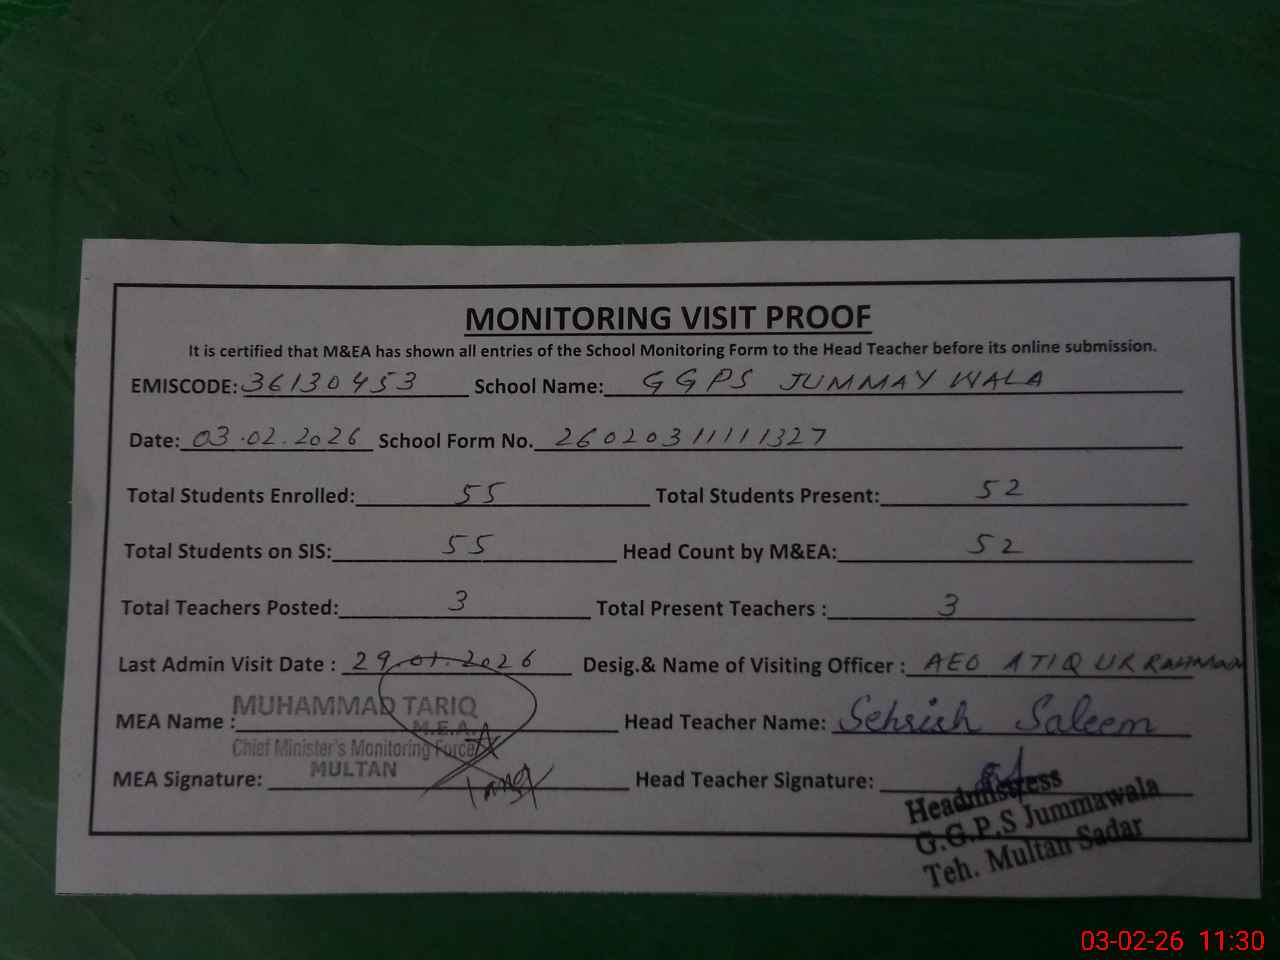 MONITORING VISIT PROOF
It is certified that M&EA has shown all entries of the School Monitoring Form to the Head Teacher before its online submission.
EMISCODE: 36130453 School Name: GGPS JUMMAY WALA
Date: 03.02.2026 School Form No. 26020311111327
Total Students Enrolled: 55 Total Students Present: 52
Total Students on SIS: 55 Head Count by M&EA: 52
Total Teachers Posted: 3 Total Present Teachers : 3
Last Admin Visit Date : 29.01.2026 Desig.& Name of Visiting Officer : AEO ATIQ UR RAHMAN
MEA Name : MUHAMMAD TARIQ Head Teacher Name: Sehrish Saleem
M.E.A.
Chief Minister's Monitoring Force
MULTAN
MEA Signature: Tariq Head Teacher Signature:
Headmistress
G.G.P.S Jummawala
Teh. Multan Sadar
03-02-26 11:30